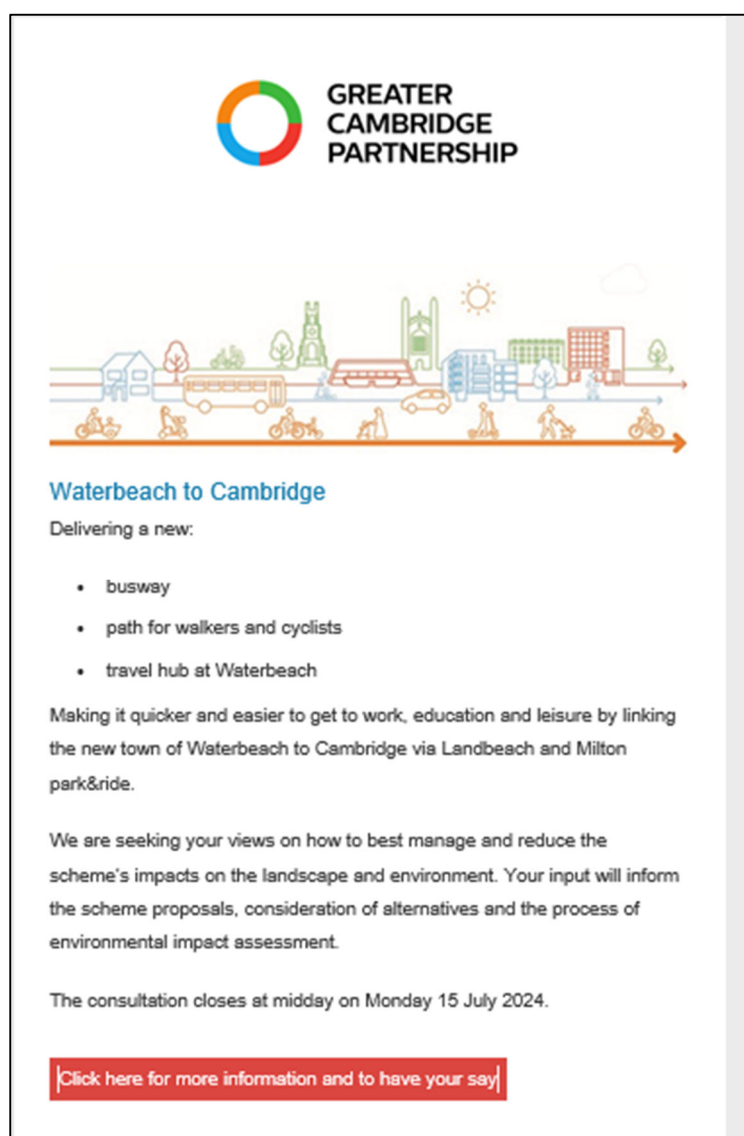 GREATER
CAMBRIDGE
PARTNERSHIP
Waterbeach to Cambridge
Delivering a new:
• busway
• path for walkers and cyclists
• travel hub at Waterbeach
Making it quicker and easier to get to work, education and leisure by linking
the new town of Waterbeach to Cambridge via Landbeach and Milton
park&ride.
We are seeking your views on how to best manage and reduce the
scheme's impacts on the landscape and environment. Your input will inform
the scheme proposals, consideration of alternatives and the process of
environmental impact assessment.
The consultation closes at midday on Monday 15 July 2024.
Click here for more information and to have your say